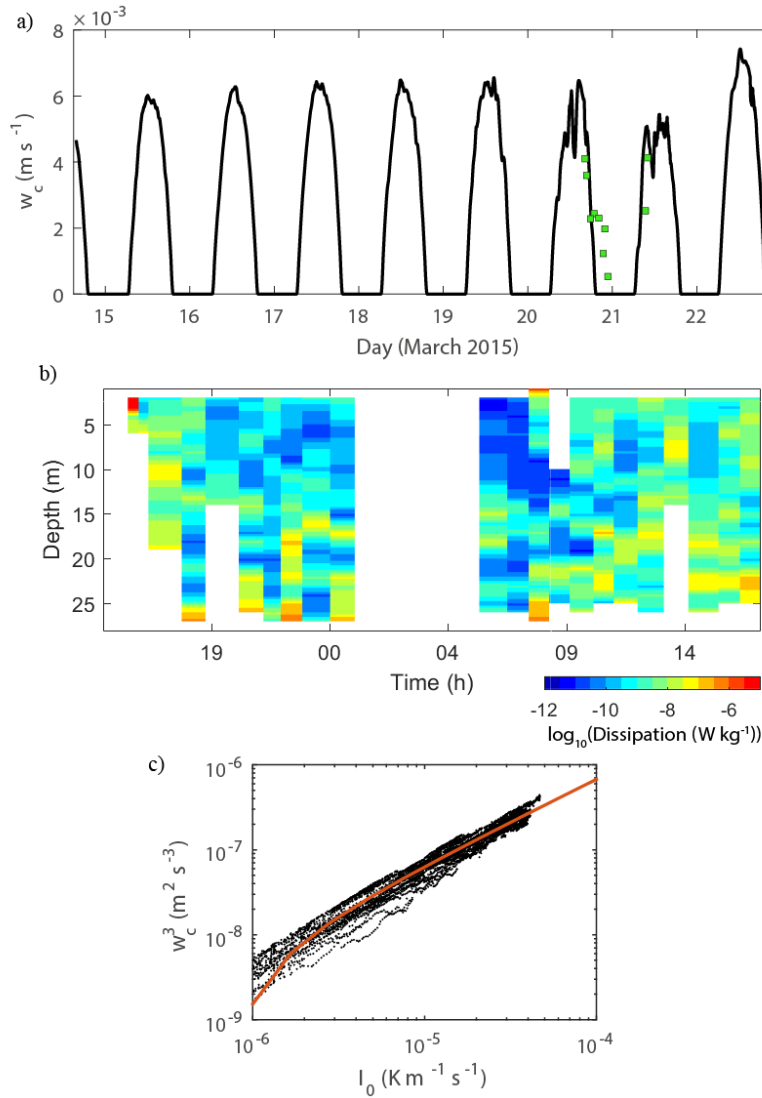 a)
× 10⁻³
8
6
4
2
0
w_c (m s ⁻¹)
15 16 17 18 19 20 21 22
Day (March 2015)
b)
5
10
15
20
25
Depth (m)
19 00 04 09 14
Time (h)
-12 -10 -8 -6
log₁₀(Dissipation (W kg⁻¹))
c)
10⁻⁶
10⁻⁷
10⁻⁸
10⁻⁹
w_c³ (m² s⁻³)
10⁻⁶ 10⁻⁵ 10⁻⁴
I₀ (K m⁻¹ s⁻¹)